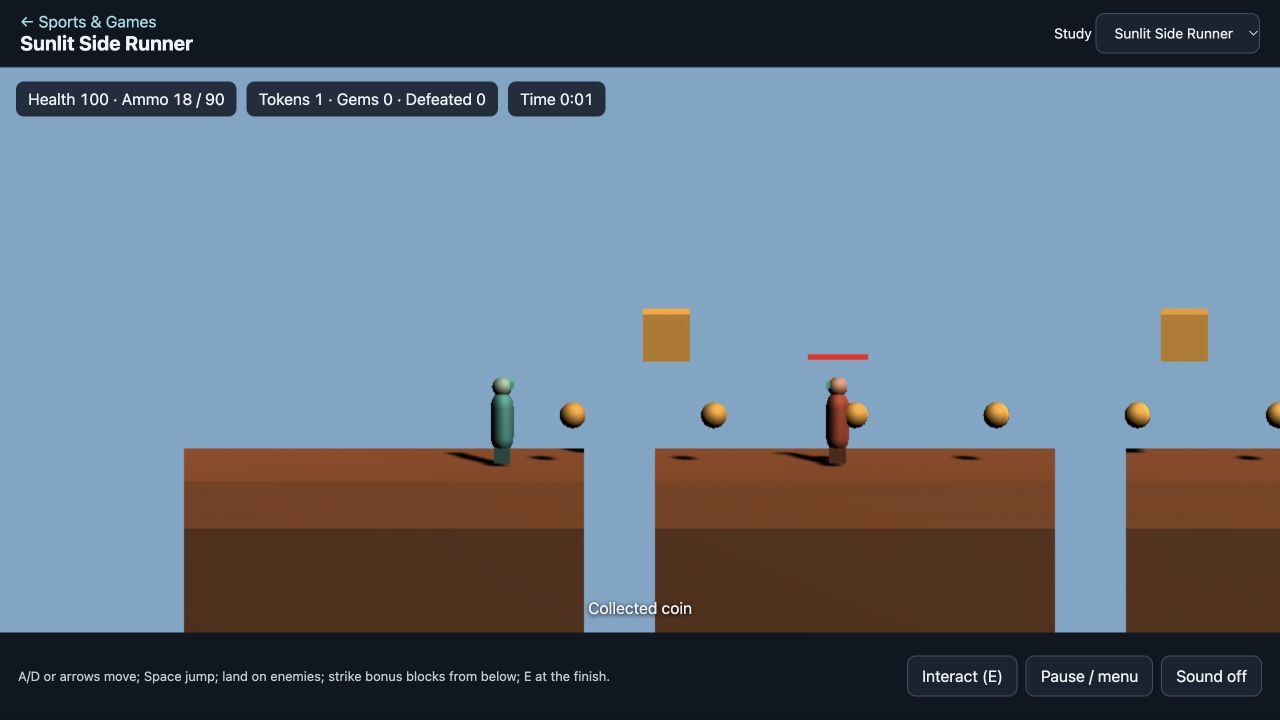 ← Sports & Games
Sunlit Side Runner
Study
Sunlit Side Runner
Health 100 · Ammo 18 / 90
Tokens 1 · Gems 0 · Defeated 0
Time 0:01
Collected coin
A/D or arrows move; Space jump; land on enemies; strike bonus blocks from below; E at the finish.
Interact (E)
Pause / menu
Sound off